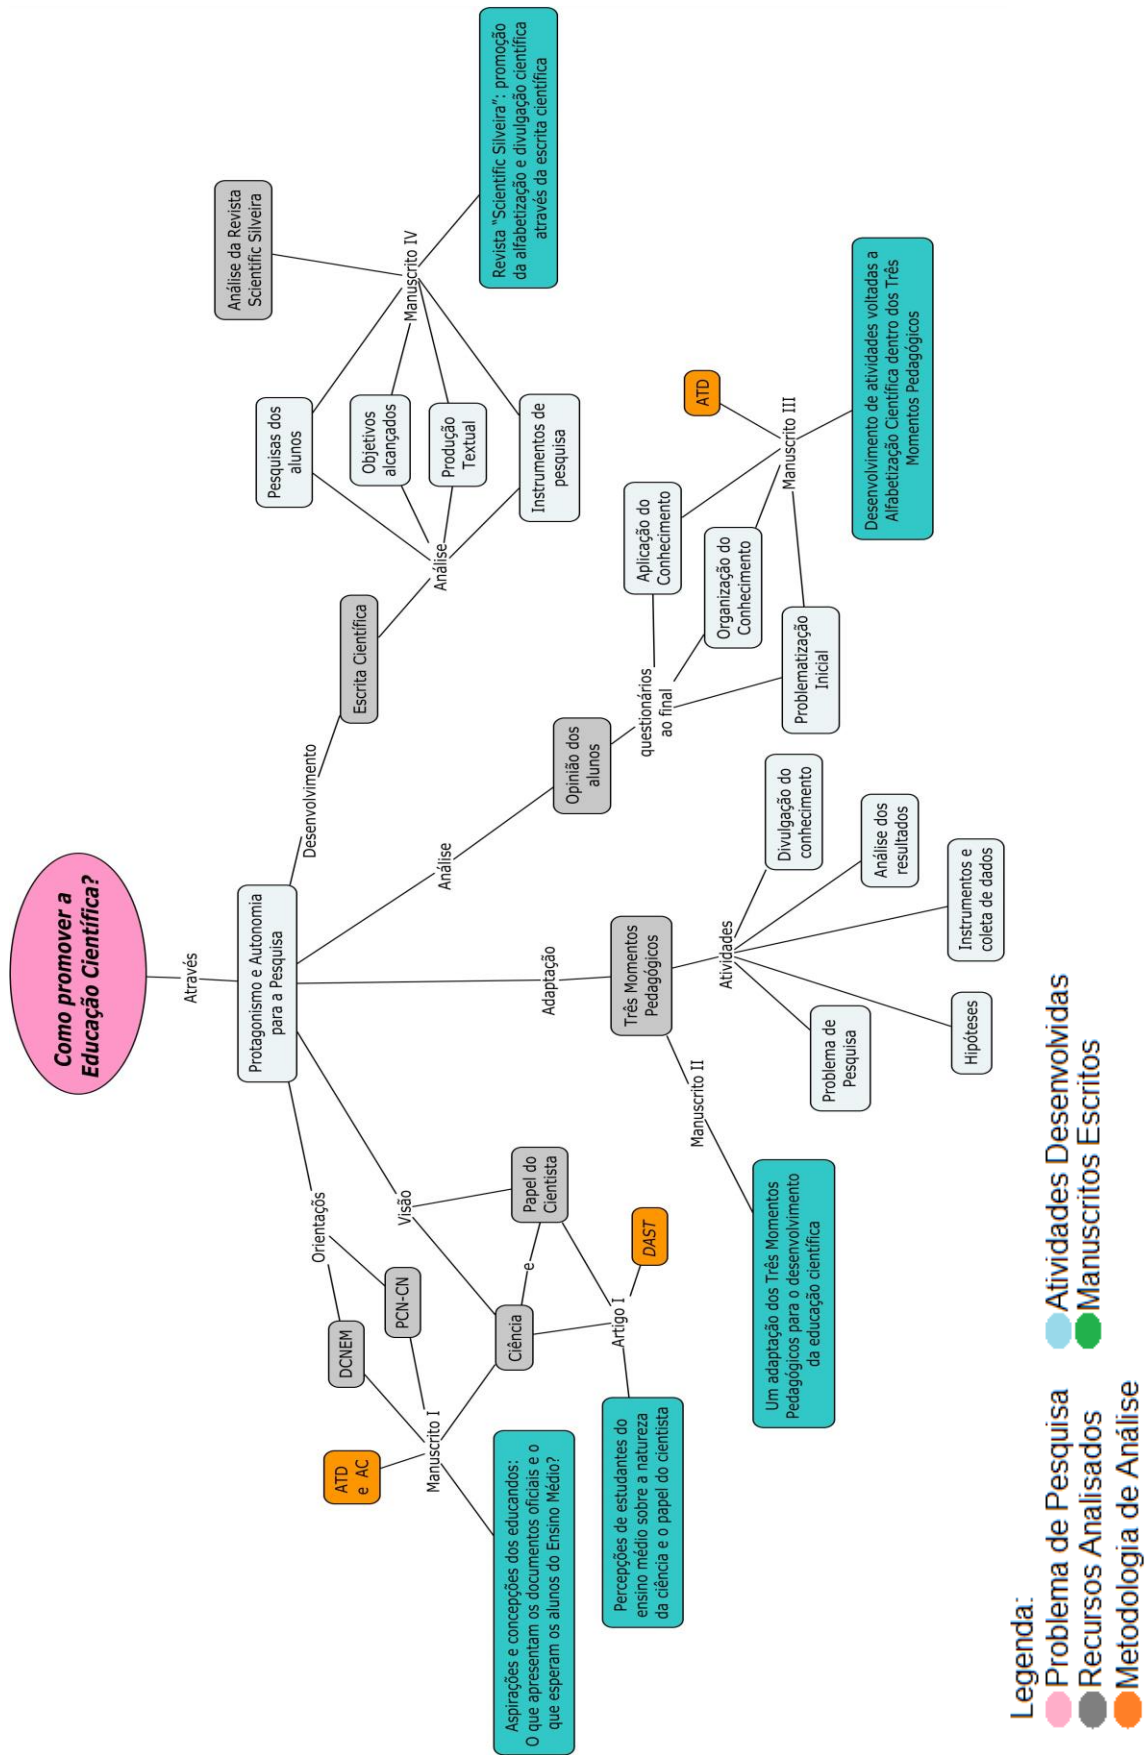 Como promover a
Educação Científica?
Através
Protagonismo e Autonomia
para a Pesquisa
Orientaçõs
Visão
Adaptação
Análise
Desenvolvimento
DCNEM
PCN-CN
ATD
e AC
Manuscrito I
Aspirações e concepções dos educandos:
O que apresentam os documentos oficiais e o
que esperam os alunos do Ensino Médio?
Ciência
e
Papel do
Cientista
Artigo I
DAST
Percepções de estudantes do
ensino médio sobre a natureza
da ciência e o papel do cientista
Três Momentos
Pedagógicos
Manuscrito II
Um adaptação dos Três Momentos
Pedagógicos para o desenvolvimento
da educação científica
Atividades
Problema de
Pesquisa
Hipóteses
Instrumentos e
coleta de dados
Análise dos
resultados
Divulgação do
conhecimento
Opinião dos
alunos
questionários
ao final
Problematização
Inicial
Organização do
Conhecimento
Aplicação do
Conhecimento
Manuscrito III
ATD
Desenvolvimento de atividades voltadas a
Alfabetização Científica dentro dos Três
Momentos Pedagógicos
Escrita Científica
Análise
Pesquisas dos
alunos
Objetivos
alcançados
Produção
Textual
Instrumentos de
pesquisa
Manuscrito IV
Análise da Revista
Scientific Silveira
Revista "Scientific Silveira": promoção
da alfabetização e divulgação científica
através da escrita científica
Legenda:
Problema de Pesquisa
Recursos Analisados
Metodologia de Análise
Atividades Desenvolvidas
Manuscritos Escritos